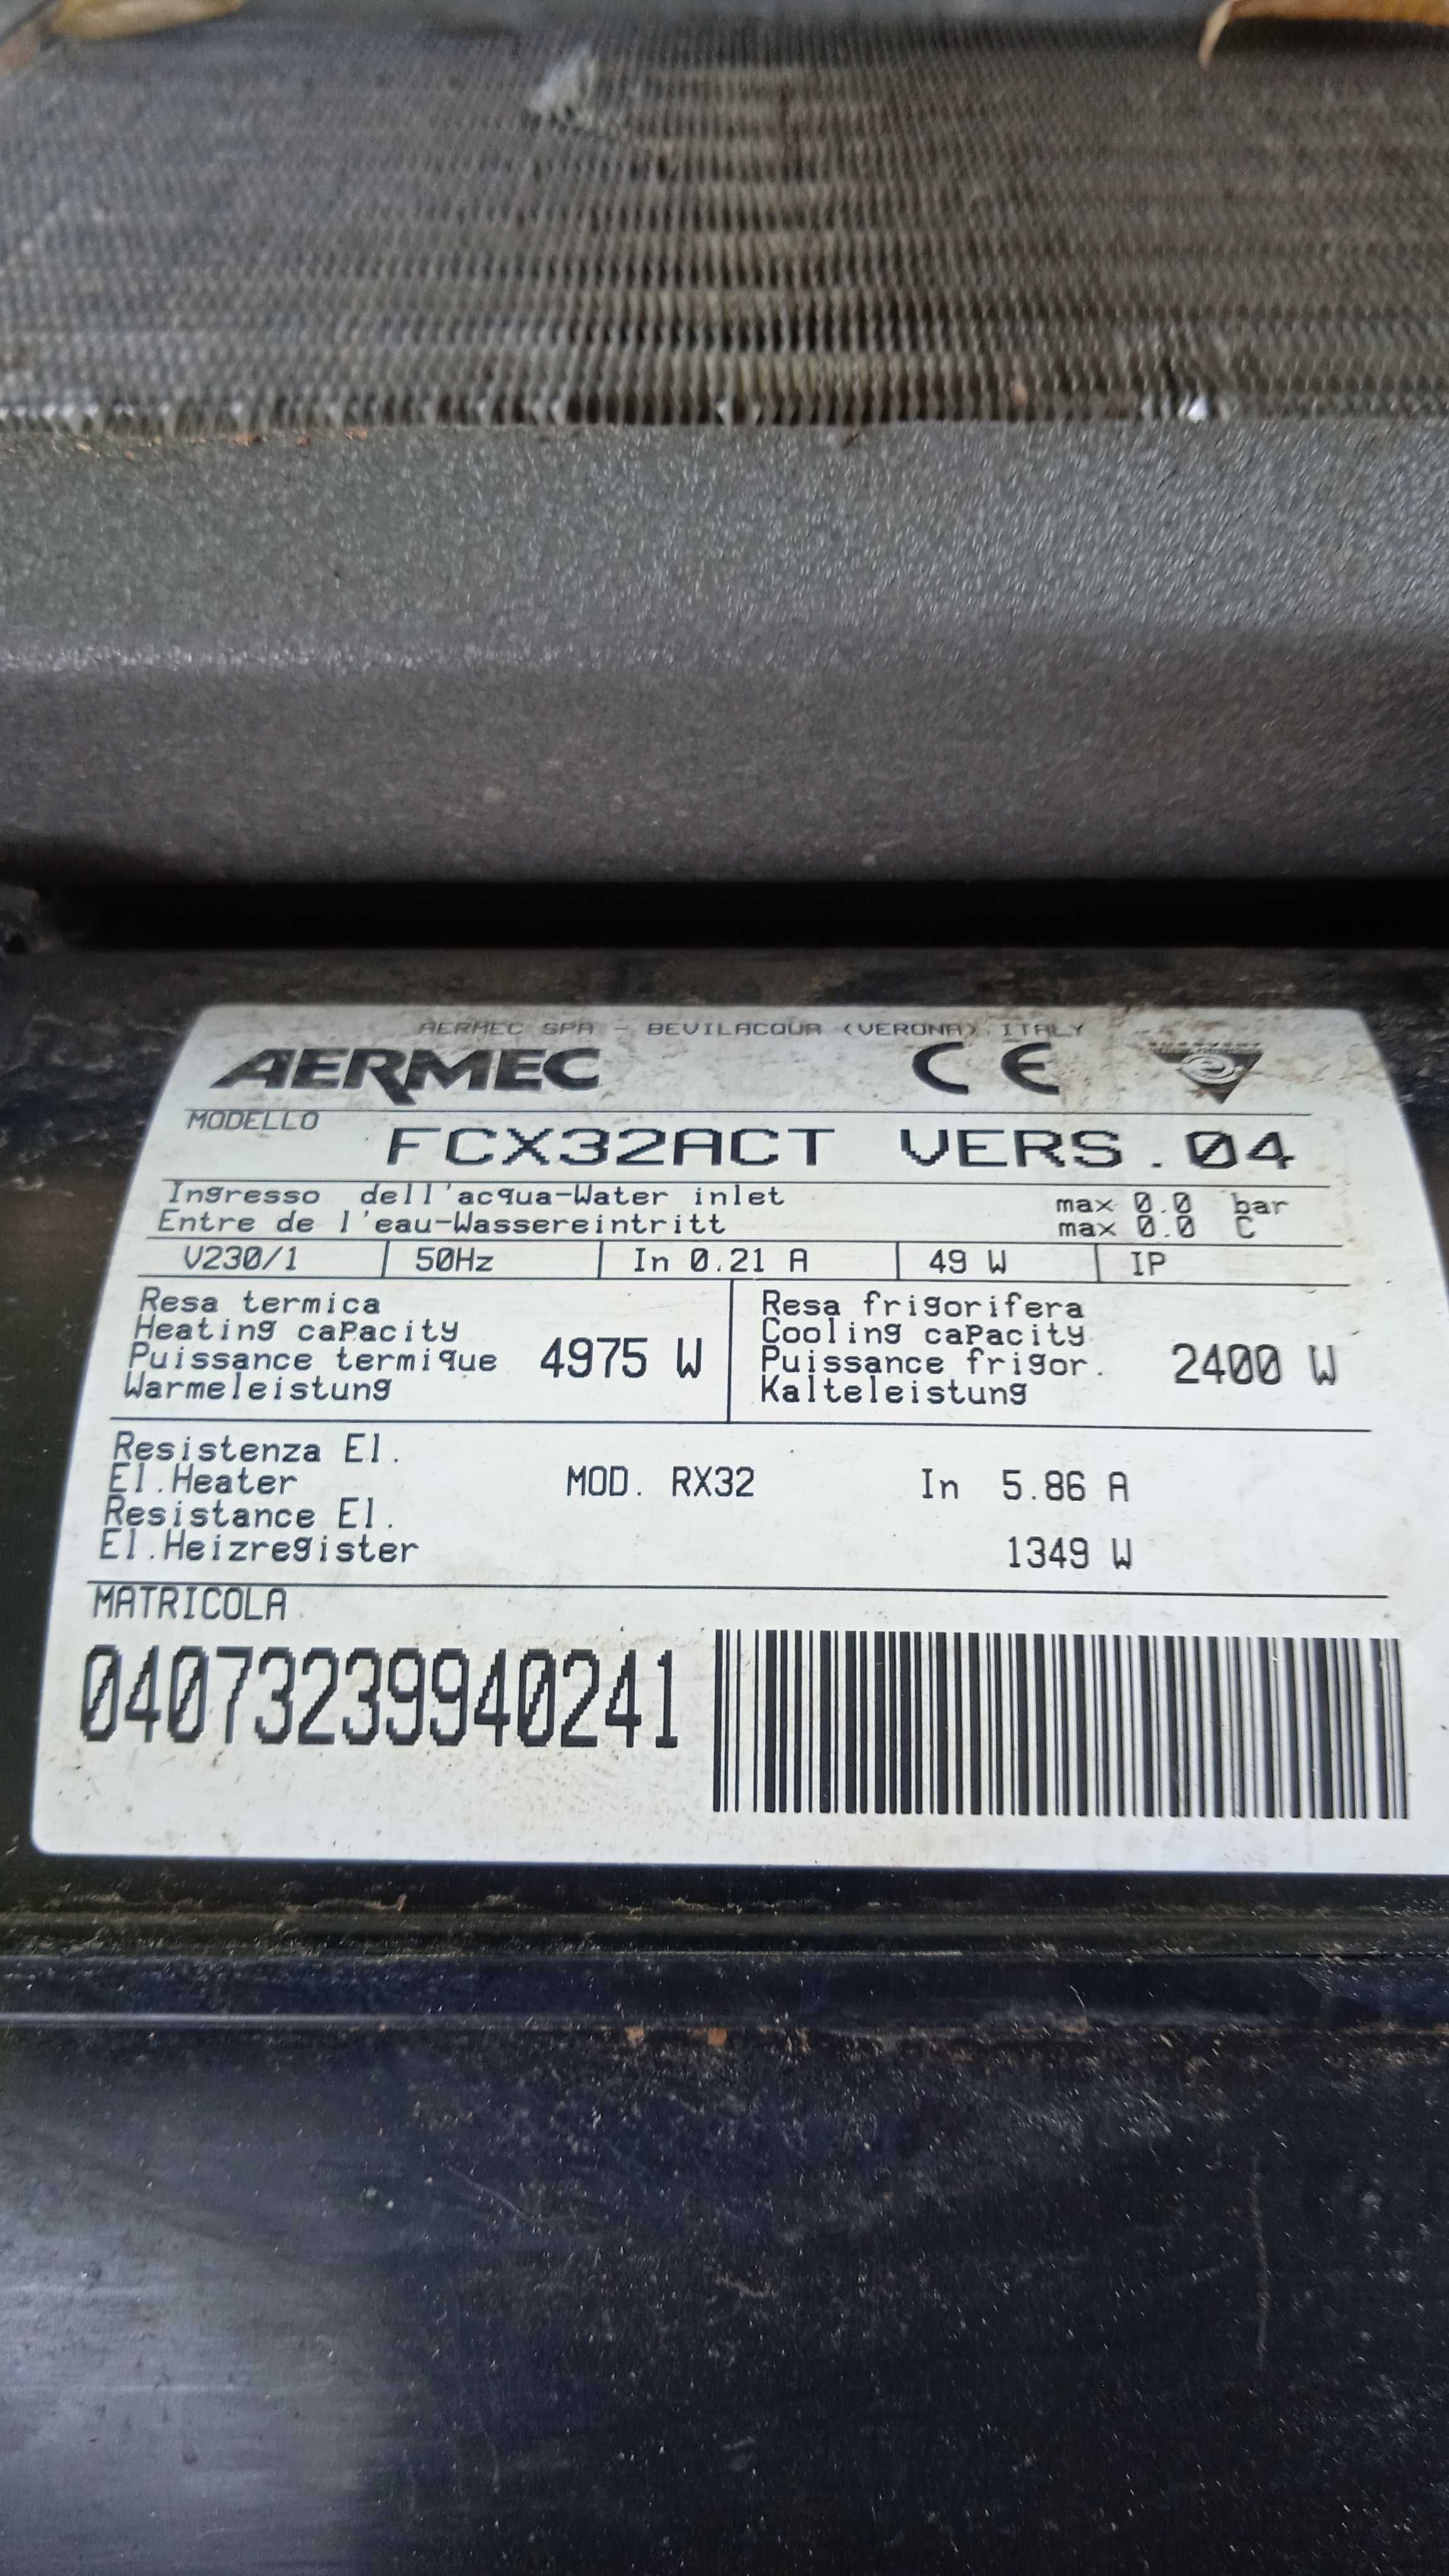 AERMEC SPA - BEVILACQUA (VERONA) ITALY
AERMEC CE
MODELLO
FCX32ACT VERS.04
Ingresso dell'acqua-Water inlet max 0.0 bar
Entre de l'eau-Wassereintritt max 0.0 C
V230/1 50Hz In 0.21 A 49 W IP
Resa termica
Heating capacity
Puissance termique 4975 W
Warmeleistung
Resa frigorifera
Cooling capacity
Puissance frigor. 2400 W
Kalteleistung
Resistenza El.
El.Heater MOD. RX32 In 5.86 A
Resistance El.
El.Heizregister 1349 W
MATRICOLA
04073239940241